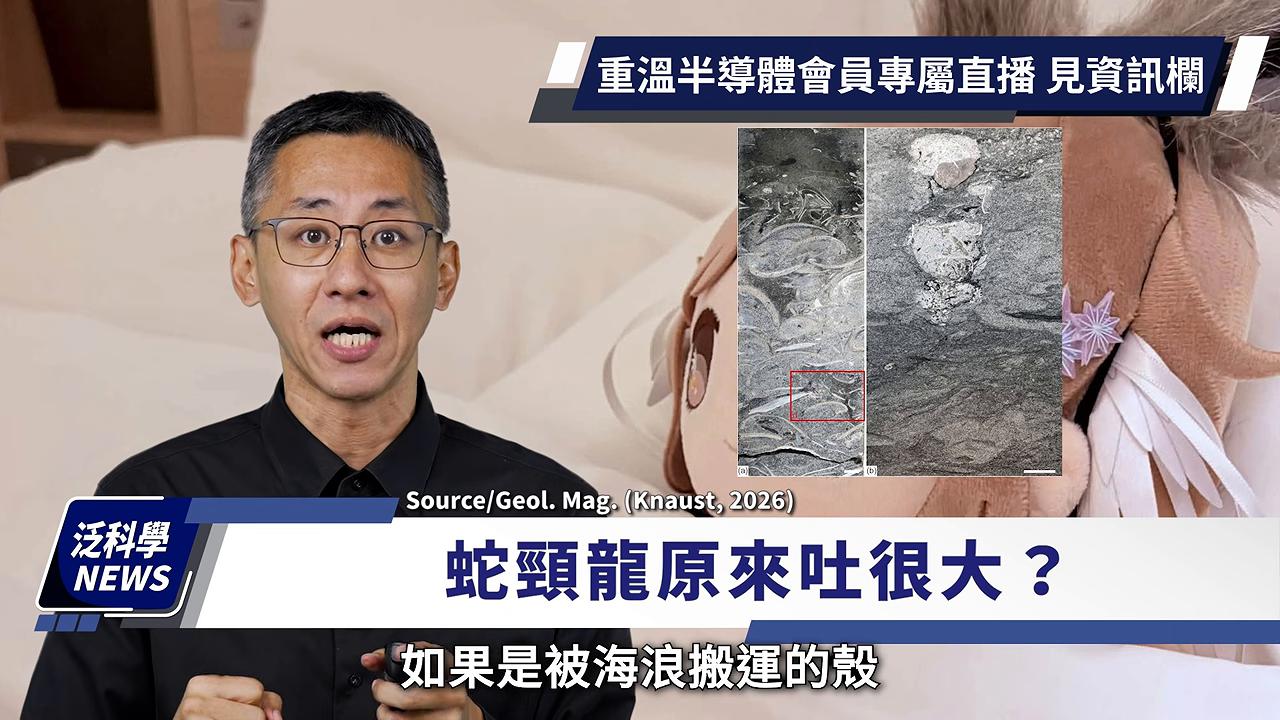 重溫半導體會員專屬直播 見資訊欄
(a)
(b)
Source/Geol. Mag. (Knaust, 2026)
泛科學
NEWS
蛇頸龍原來吐很大？
如果是被海浪搬運的殼